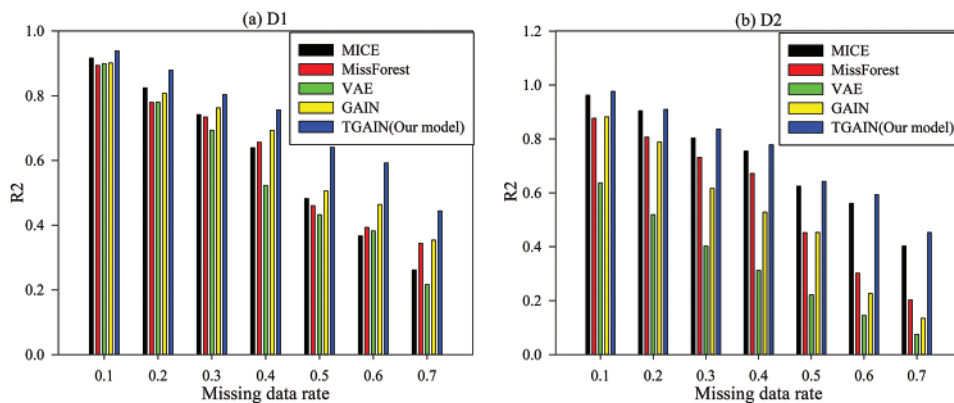 (a) D1
1.0
0.8
0.6
0.4
0.2
0.0
R2
MICE
MissForest
VAE
GAIN
TGAIN(Our model)
0.1 0.2 0.3 0.4 0.5 0.6 0.7
Missing data rate
(b) D2
1.2
1.0
0.8
0.6
0.4
0.2
0.0
R2
MICE
MissForest
VAE
GAIN
TGAIN(Our model)
0.1 0.2 0.3 0.4 0.5 0.6 0.7
Missing data rate